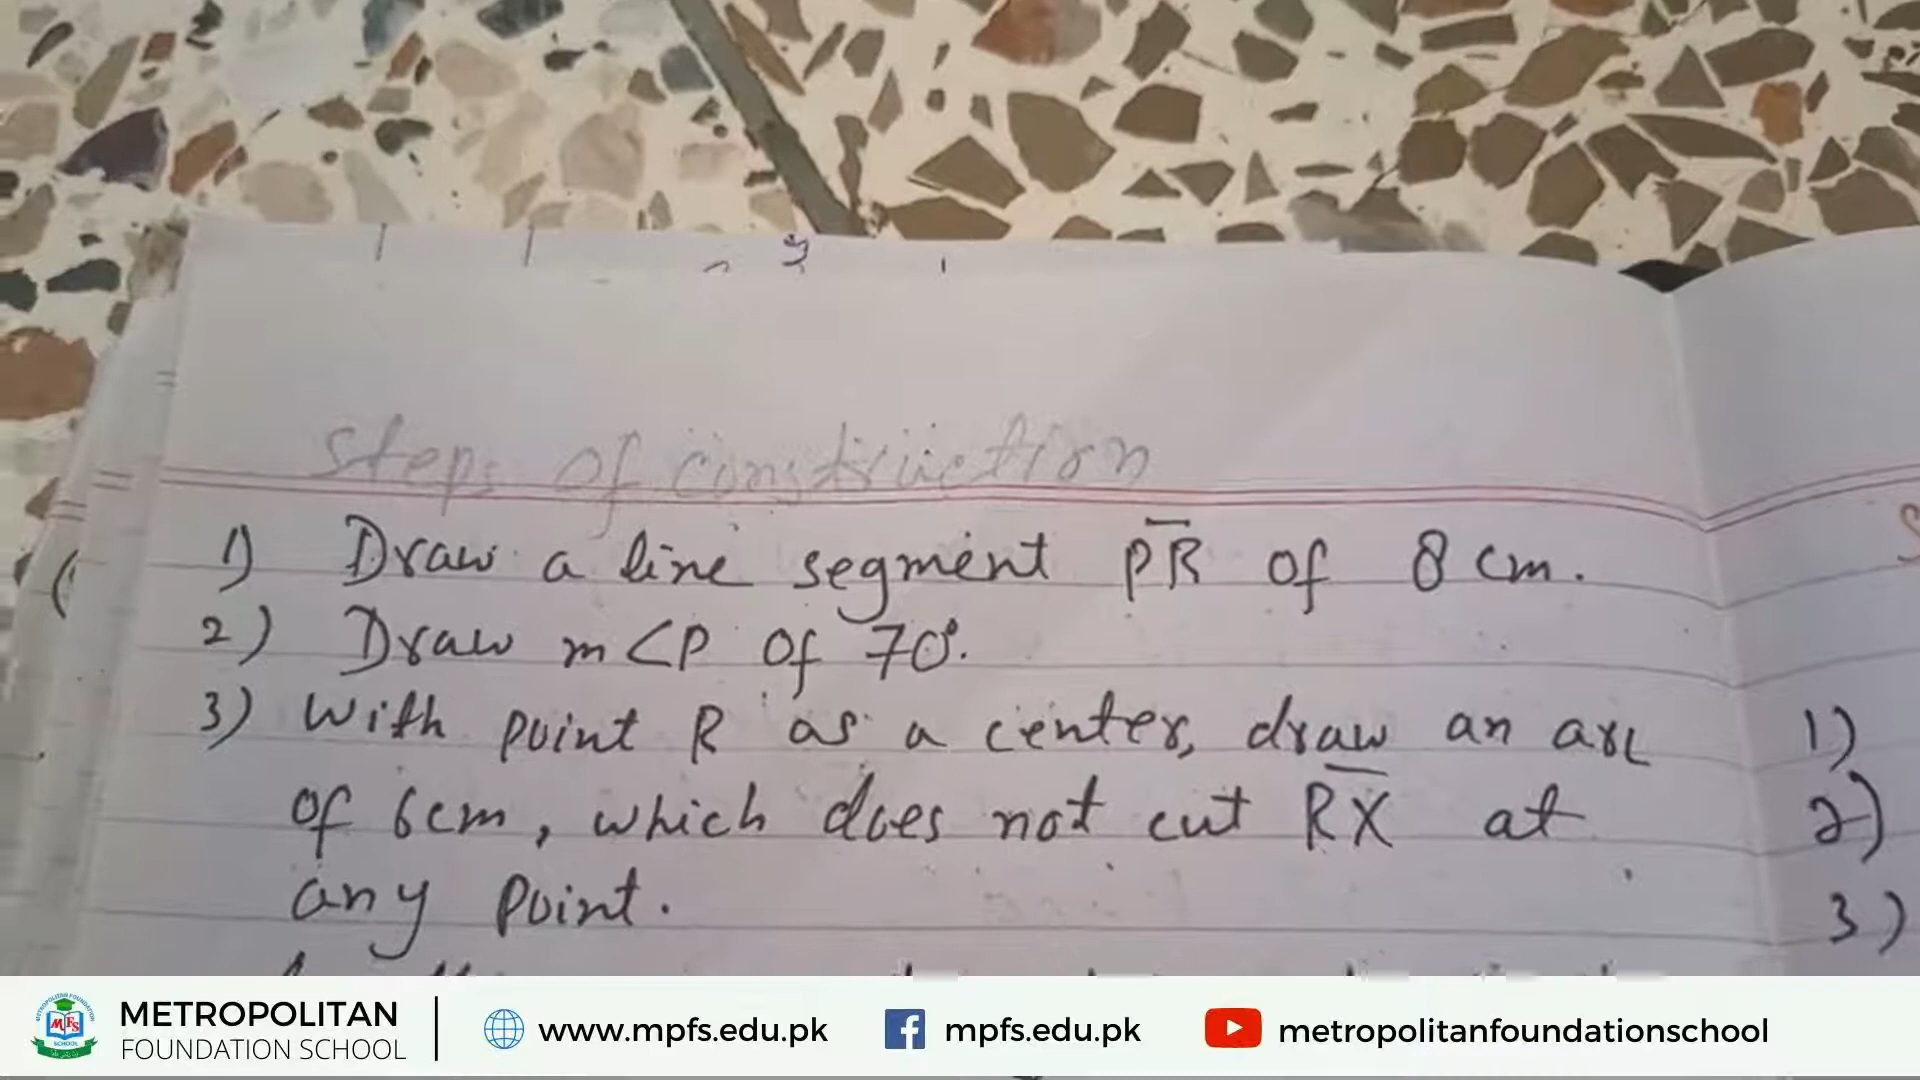 Steps of construction
1) Draw a line segment P̅R̅ of 8 cm.
2) Draw m<P of 70°.
3) With point R as a center, draw an arc
of 6cm, which does not cut R̅X̅ at
any point.
1)
2)
3)
METROPOLITAN
FOUNDATION SCHOOL
www.mpfs.edu.pk
mpfs.edu.pk
metropolitanfoundationschool